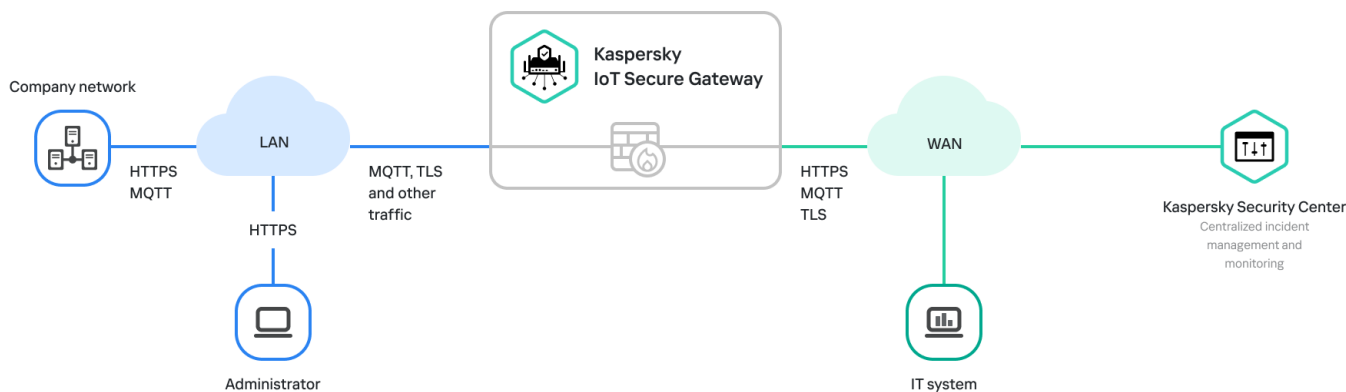 Kaspersky
IoT Secure Gateway
Company network
LAN
WAN
HTTPS
MQTT
MQTT, TLS
and other
traffic
HTTPS
MQTT
TLS
Kaspersky Security Center
Centralized incident
management and
monitoring
HTTPS
Administrator
IT system